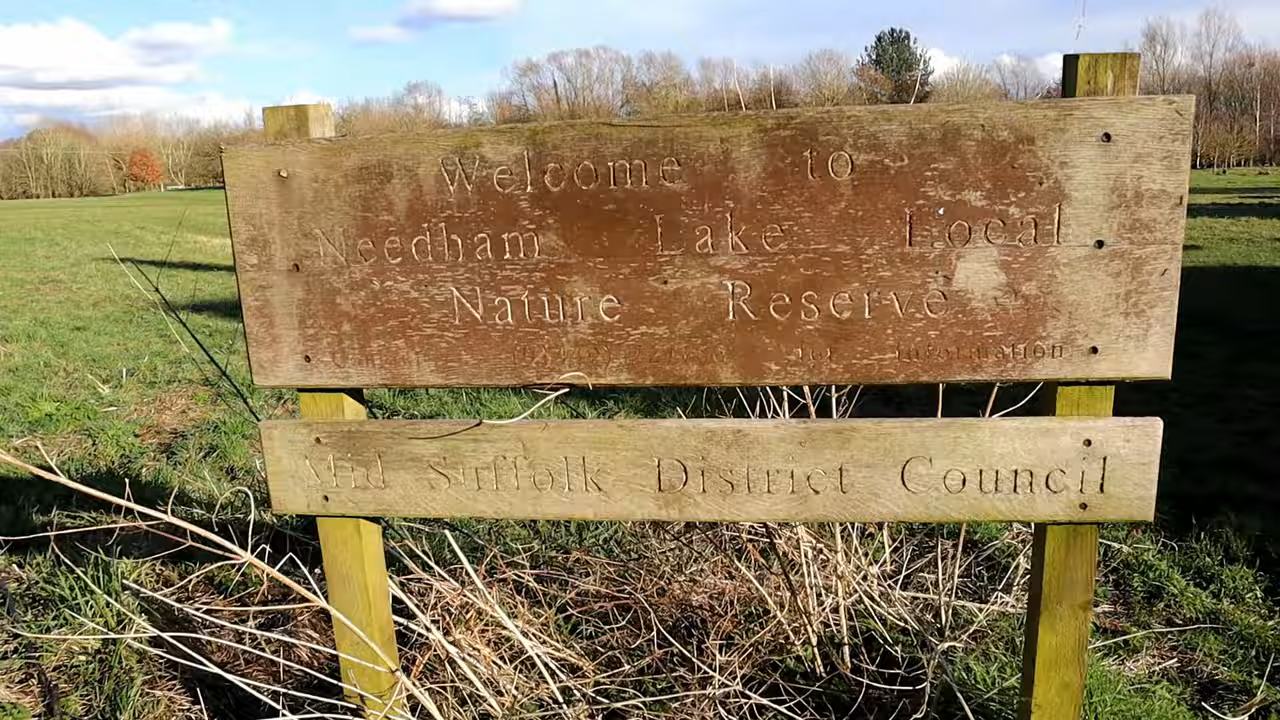 Welcome to
Needham Lake Local
Nature Reserve
for information
Mid Suffolk District Council